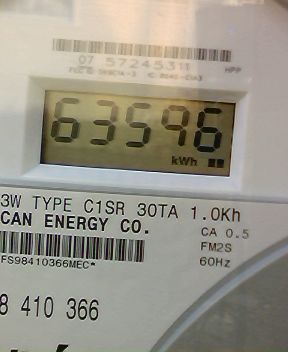 07 57245311
HPP
63596
kWh
3W TYPE C1SR 30TA 1.0Kh
CAN ENERGY CO.
CA 0.5
FM2S
FS98410366MEC*
60HZ
8 410 366